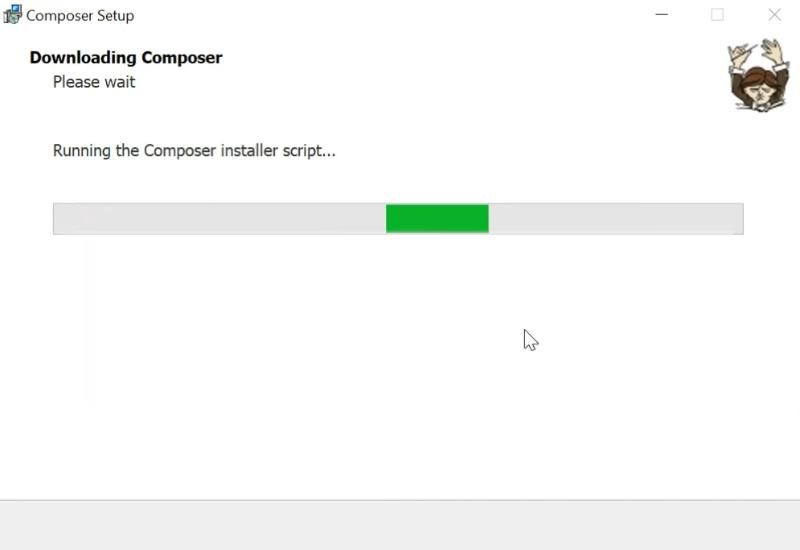 Composer Setup
Downloading Composer
Please wait
Running the Composer installer script...